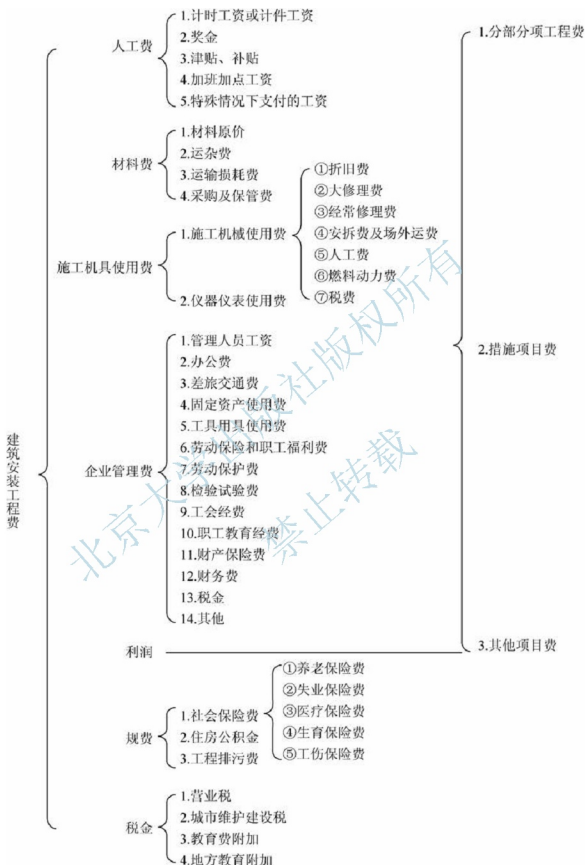 建筑安装工程费
人工费
1.计时工资或计件工资
2.奖金
3.津贴、补贴
4.加班加点工资
5.特殊情况下支付的工资
材料费
1.材料原价
2.运杂费
3.运输损耗费
4.采购及保管费
施工机具使用费
1.施工机械使用费
①折旧费
②大修理费
③经常修理费
④安拆费及场外运费
⑤人工费
⑥燃料动力费
⑦税费
2.仪器仪表使用费
企业管理费
1.管理人员工资
2.办公费
3.差旅交通费
4.固定资产使用费
5.工具用具使用费
6.劳动保险和职工福利费
7.劳动保护费
8.检验试验费
9.工会经费
10.职工教育经费
11.财产保险费
12.财务费
13.税金
14.其他
利润
规费
1.社会保险费
①养老保险费
②失业保险费
③医疗保险费
④生育保险费
⑤工伤保险费
2.住房公积金
3.工程排污费
税金
1.营业税
2.城市维护建设税
3.教育费附加
4.地方教育附加
1.分部分项工程费
2.措施项目费
3.其他项目费
北京大学出版社版权所有
禁止转载